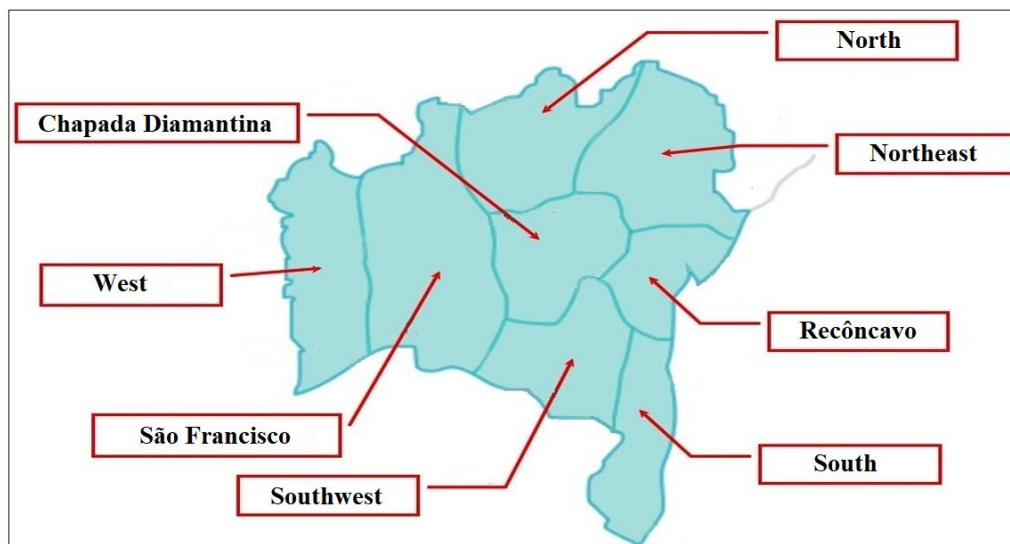 North
Chapada Diamantina
Northeast
West
Recôncavo
São Francisco
South
Southwest